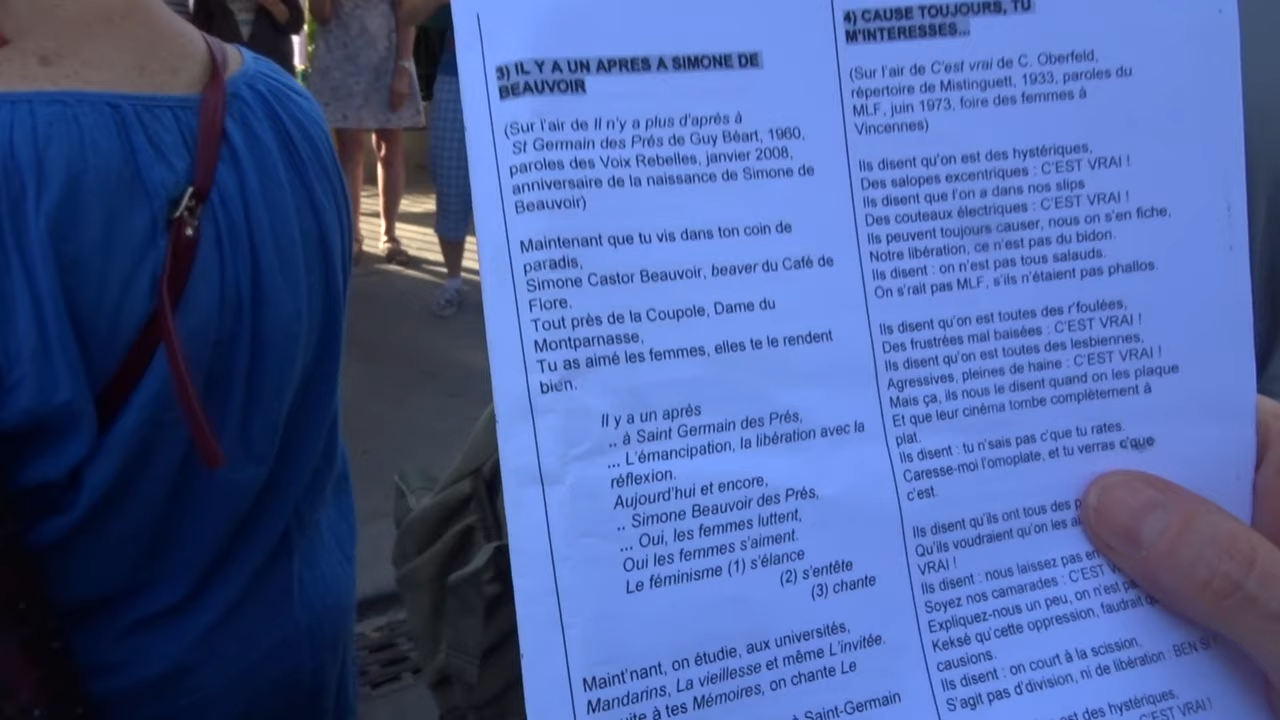 3) IL Y A UN APRES A SIMONE DE
BEAUVOIR
(Sur l'air de Il n'y a plus d'après à
St Germain des Prés de Guy Béart, 1960,
paroles des Voix Rebelles, janvier 2008,
anniversaire de la naissance de Simone de
Beauvoir)
Maintenant que tu vis dans ton coin de
paradis,
Simone Castor Beauvoir, beaver du Café de
Flore.
Tout près de la Coupole, Dame du
Montparnasse,
Tu as aimé les femmes, elles te le rendent
bien.
Il y a un après
.. à Saint Germain des Prés,
... L'émancipation, la libération avec la
réflexion.
Aujourd'hui et encore,
.. Simone Beauvoir des Prés,
... Oui, les femmes luttent,
Oui les femmes s'aiment.
Le féminisme (1) s'élance
(2) s'entête
(3) chante
Maint'nant, on étudie, aux universités,
Mandarins, La vieillesse et même L'invitée.
à tes Mémoires, on chante Le
à Saint-Germain
4) CAUSE TOUJOURS, TU
M'INTERESSES...
(Sur l'air de C'est vrai de C. Oberfeld,
répertoire de Mistinguett, 1933, paroles du
MLF, juin 1973, foire des femmes à
Vincennes)
Ils disent qu'on est des hystériques,
Des salopes excentriques : C'EST VRAI !
Ils disent que l'on a dans nos slips
Des couteaux électriques : C'EST VRAI !
Ils peuvent toujours causer, nous on s'en fiche,
Notre libération, ce n'est pas du bidon.
Ils disent : on n'est pas tous salauds.
On s'rait pas MLF, s'ils n'étaient pas phallos.
Ils disent qu'on est toutes des r'foulées,
Des frustrées mal baisées : C'EST VRAI !
Ils disent qu'on est toutes des lesbiennes,
Agressives, pleines de haine : C'EST VRAI !
Mais ça, ils nous le disent quand on les plaque
Et que leur cinéma tombe complètement à
plat.
Ils disent : tu n'sais pas c'que tu rates.
Caresse-moi l'omoplate, et tu verras c'que
c'est.
Ils disent qu'ils ont tous des
Qu'ils voudraient qu'on les
VRAI !
Ils disent : nous laissez pas
Soyez nos camarades : C'EST
Expliquez-nous un peu, on n'est
Keksé qu'cette oppression, faudrait
causions.
Ils disent : on court à la scission,
S'agit pas d'division, ni de libération : BEN
est des hystériques,
C'EST VRAI !